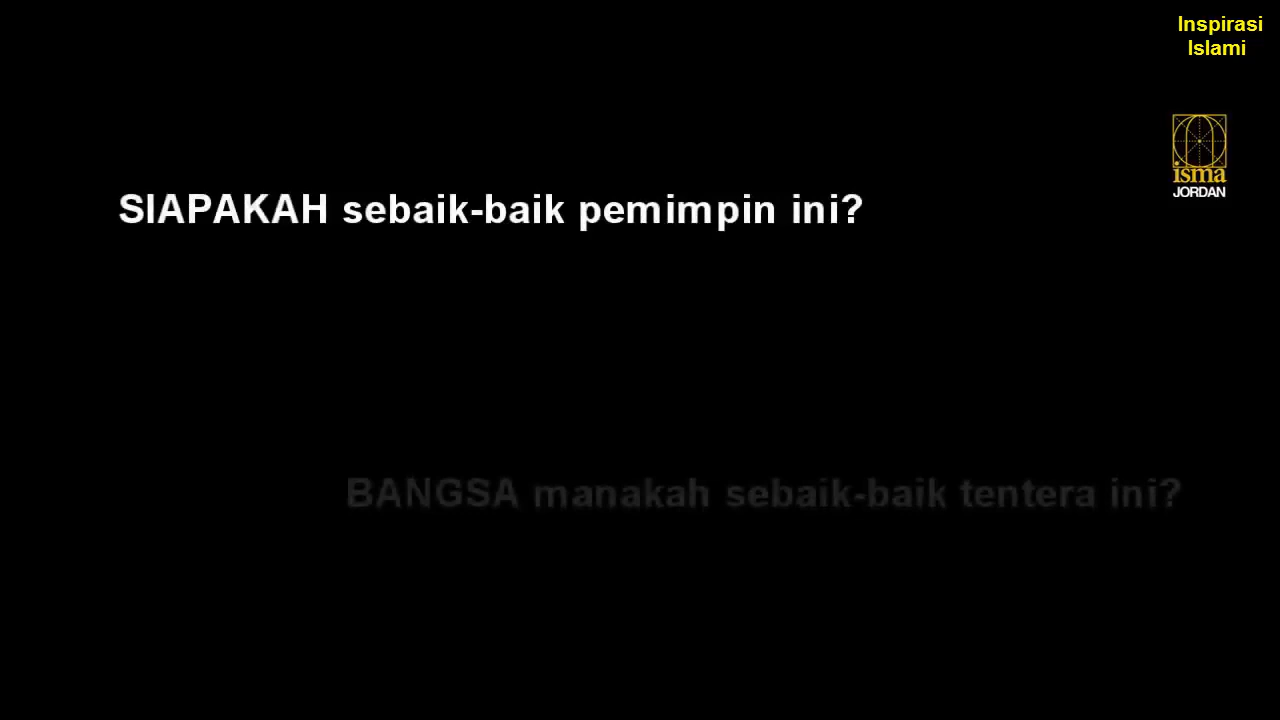 Inspirasi
Islami
isma
JORDAN
SIAPAKAH sebaik-baik pemimpin ini?
BANGSA manakah sebaik-baik tentera ini?